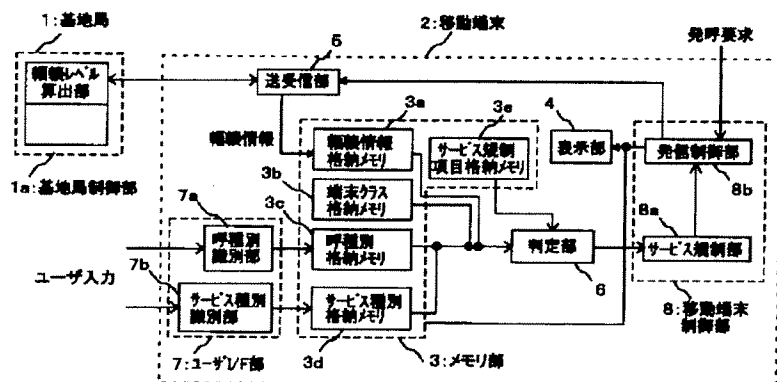 1:基地局
輻輳レベル
算出部
1a:基地局制御部
2:移動端末
5
送受信部
輻輳情報
3a
輻輳情報
格納メモリ
3b
端末クラス
格納メモリ
3c
呼種別
格納メモリ
サービス種別
格納メモリ
3d
3:メモリ部
3e
サービス規制
項目格納メモリ
4
表示部
発呼要求
発信制御部
8b
8a
サービス規制部
8:移動端末
制御部
判定部
6
ユーザ入力
7a
呼種別
識別部
7b
サービス種別
識別部
7:ユーザI/F部